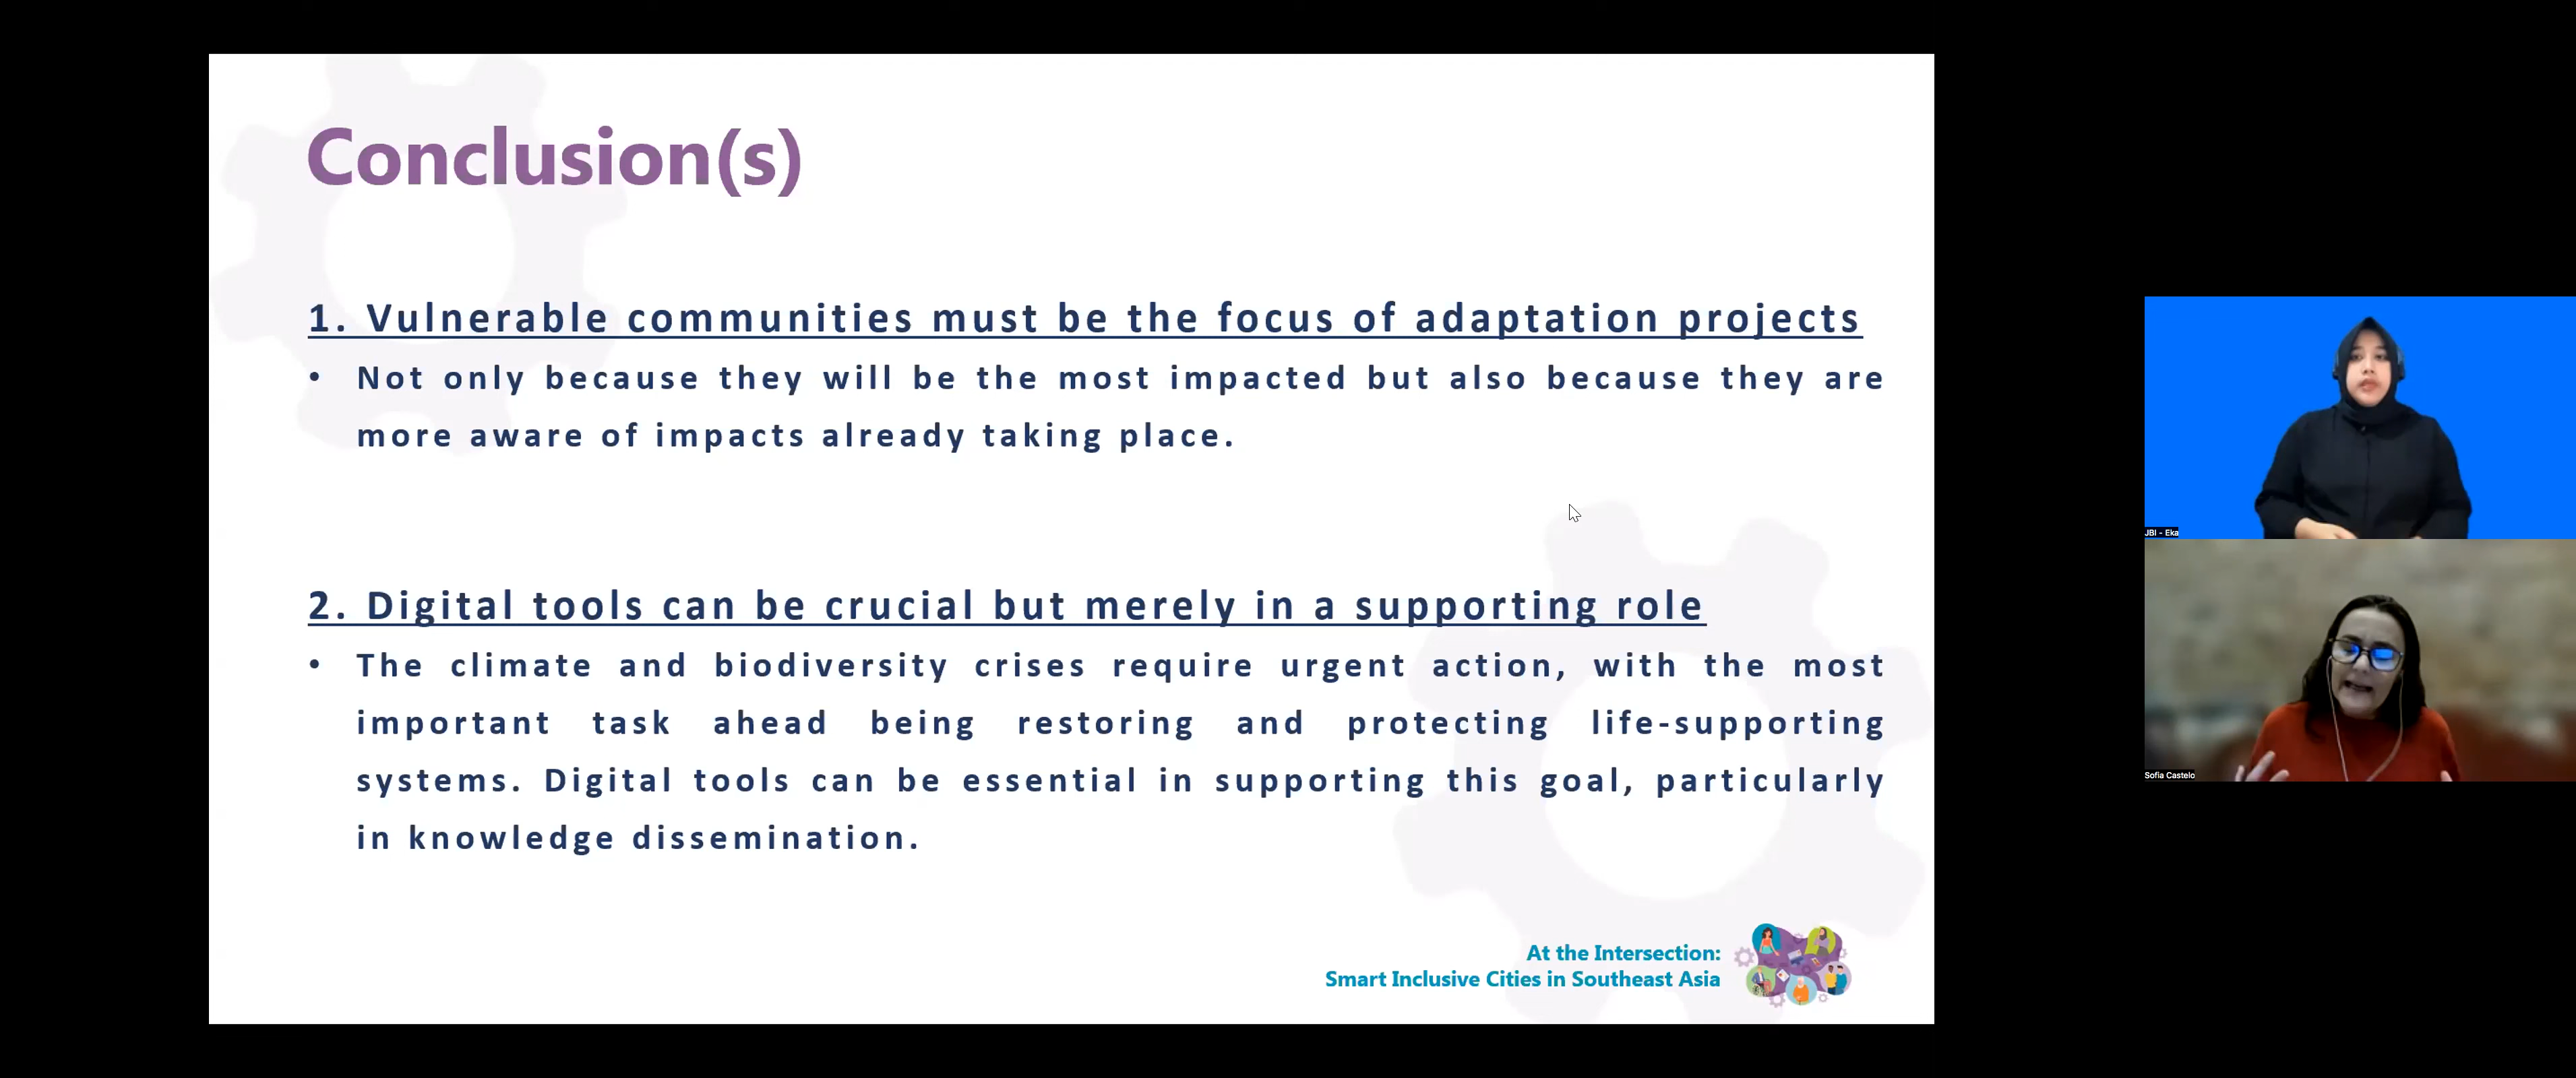 Conclusion(s)
1. Vulnerable communities must be the focus of adaptation projects
• Not only because they will be the most impacted but also because they are
more aware of impacts already taking place.
2. Digital tools can be crucial but merely in a supporting role
• The climate and biodiversity crises require urgent action, with the most
important task ahead being restoring and protecting life-supporting
systems. Digital tools can be essential in supporting this goal, particularly
in knowledge dissemination.
At the Intersection:
Smart Inclusive Cities in Southeast Asia
JBI - Eka
Sofia Castelo